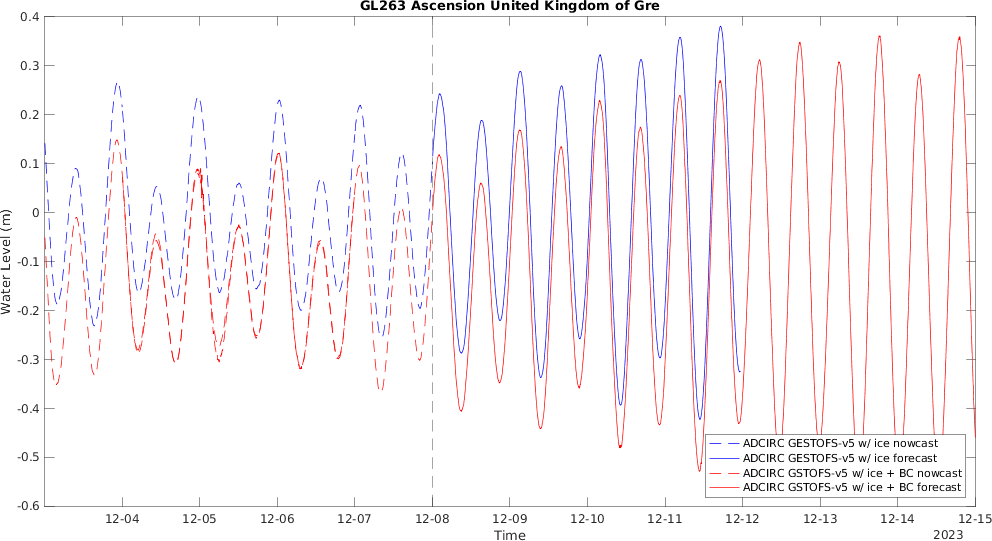 GL263 Ascension United Kingdom of Gre
0.4
0.3
0.2
0.1
0
-0.1
-0.2
-0.3
-0.4
-0.5
-0.6
Water Level (m)
ADCIRC GESTOFS-v5 w/ ice nowcast
ADCIRC GESTOFS-v5 w/ ice forecast
ADCIRC GSTOFS-v5 w/ ice + BC nowcast
ADCIRC GSTOFS-v5 w/ ice + BC forecast
12-04 12-05 12-06 12-07 12-08 12-09 12-10 12-11 12-12 12-13 12-14 12-15
Time
2023